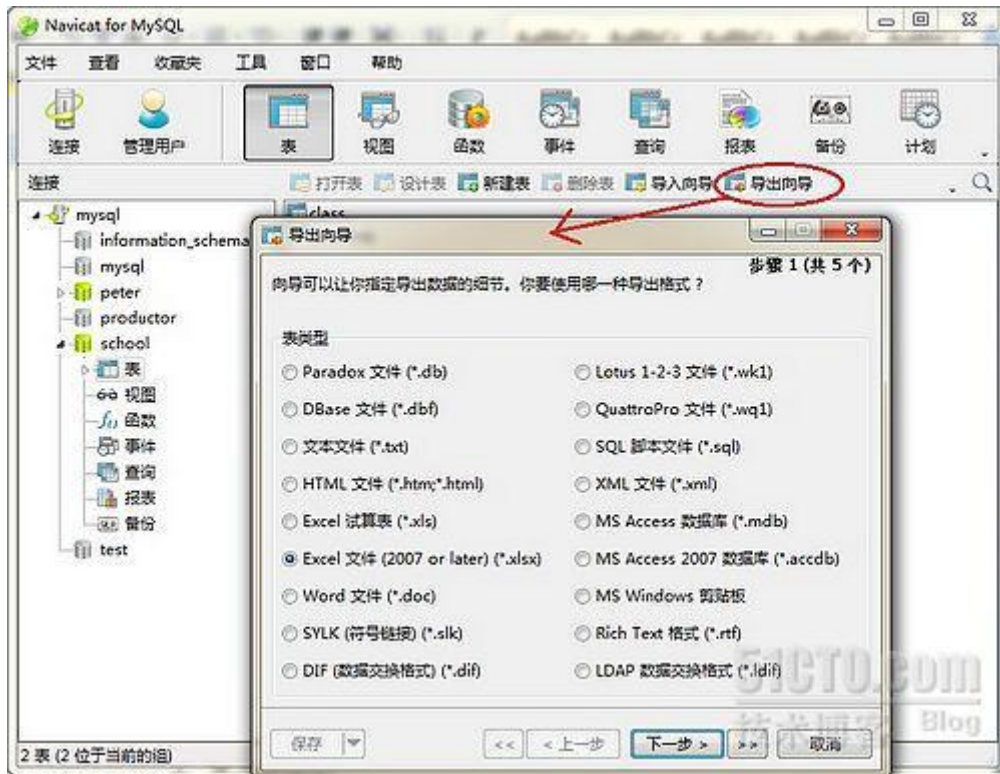 Navicat for MySQL
文件 查看 收藏夹 工具 窗口 帮助
连接 管理用户 表 视图 函数 事件 查询 报表 备份 计划
连接 打开表 设计表 新建表 删除表 导入向导 导出向导
mysql
information_schema
mysql
peter
productor
school
表
视图
函数
事件
查询
报表
备份
test
class
导出向导
步骤 1 (共 5 个)
向导可以让你指定导出数据的细节。你要使用哪一种导出格式？
表类型
Paradox 文件 (*.db)
Lotus 1-2-3 文件 (*.wk1)
DBase 文件 (*.dbf)
QuattroPro 文件 (*.wq1)
文本文件 (*.txt)
SQL 脚本文件 (*.sql)
HTML 文件 (*.htm;*.html)
XML 文件 (*.xml)
Excel 试算表 (*.xls)
MS Access 数据库 (*.mdb)
Excel 文件 (2007 or later) (*.xlsx)
MS Access 2007 数据库 (*.accdb)
Word 文件 (*.doc)
MS Windows 剪贴板
SYLK (符号链接) (*.slk)
Rich Text 格式 (*.rtf)
DIF (数据交换格式) (*.dif)
LDAP 数据交换格式 (*.ldif)
保存 << < 上一步 下一步 > >> 取消
2 表 (2 位于当前的组)
51CTO.com
技术博客 Blog